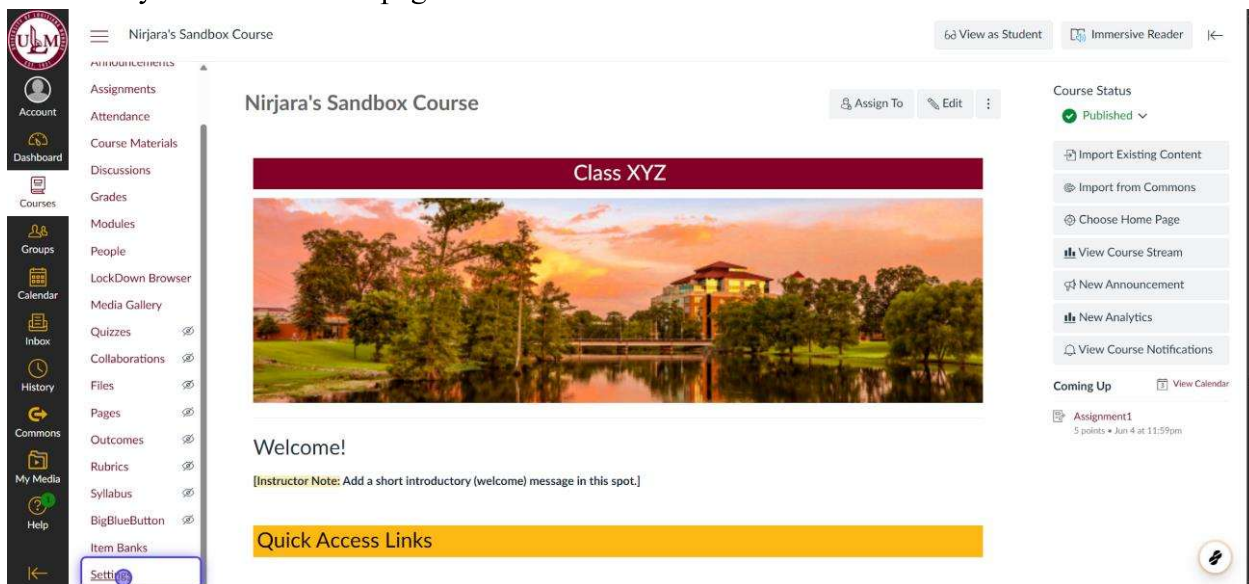 ULM
EST. 1931
Account
Dashboard
Courses
Groups
Calendar
Inbox
History
Commons
My Media
1
Help
Nirjara's Sandbox Course
View as Student
Immersive Reader
Announcements
Assignments
Attendance
Course Materials
Discussions
Grades
Modules
People
LockDown Browser
Media Gallery
Quizzes
Collaborations
Files
Pages
Outcomes
Rubrics
Syllabus
BigBlueButton
Item Banks
Settings
Nirjara's Sandbox Course
Assign To
Edit
Class XYZ
Welcome!
[Instructor Note: Add a short introductory (welcome) message in this spot.]
Quick Access Links
Course Status
Published
Import Existing Content
Import from Commons
Choose Home Page
View Course Stream
New Announcement
New Analytics
View Course Notifications
Coming Up
View Calendar
Assignment1
5 points • Jun 4 at 11:59pm